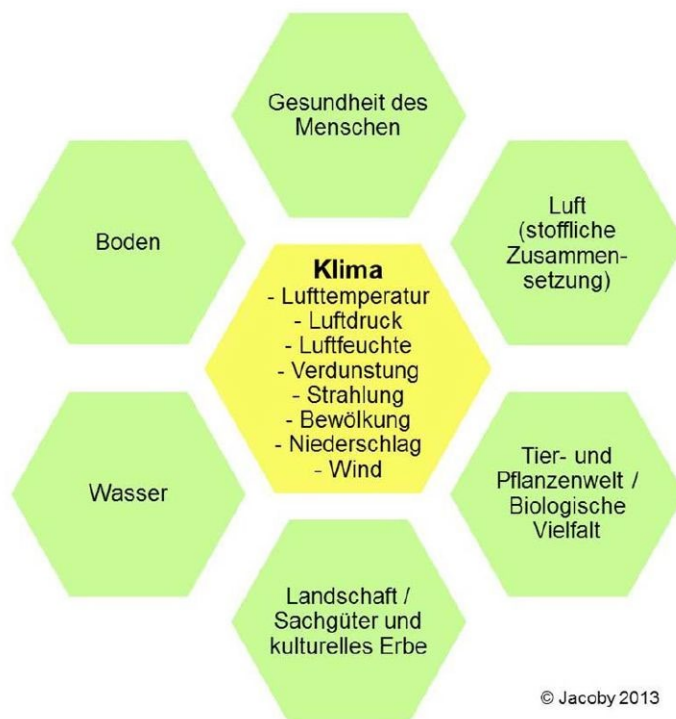 Gesundheit des
Menschen
Boden
Luft
(stoffliche
Zusammen-
setzung)
Klima
- Lufttemperatur
- Luftdruck
- Luftfeuchte
- Verdunstung
- Strahlung
- Bewölkung
- Niederschlag
- Wind
Wasser
Tier- und
Pflanzenwelt /
Biologische
Vielfalt
Landschaft /
Sachgüter und
kulturelles Erbe
© Jacoby 2013